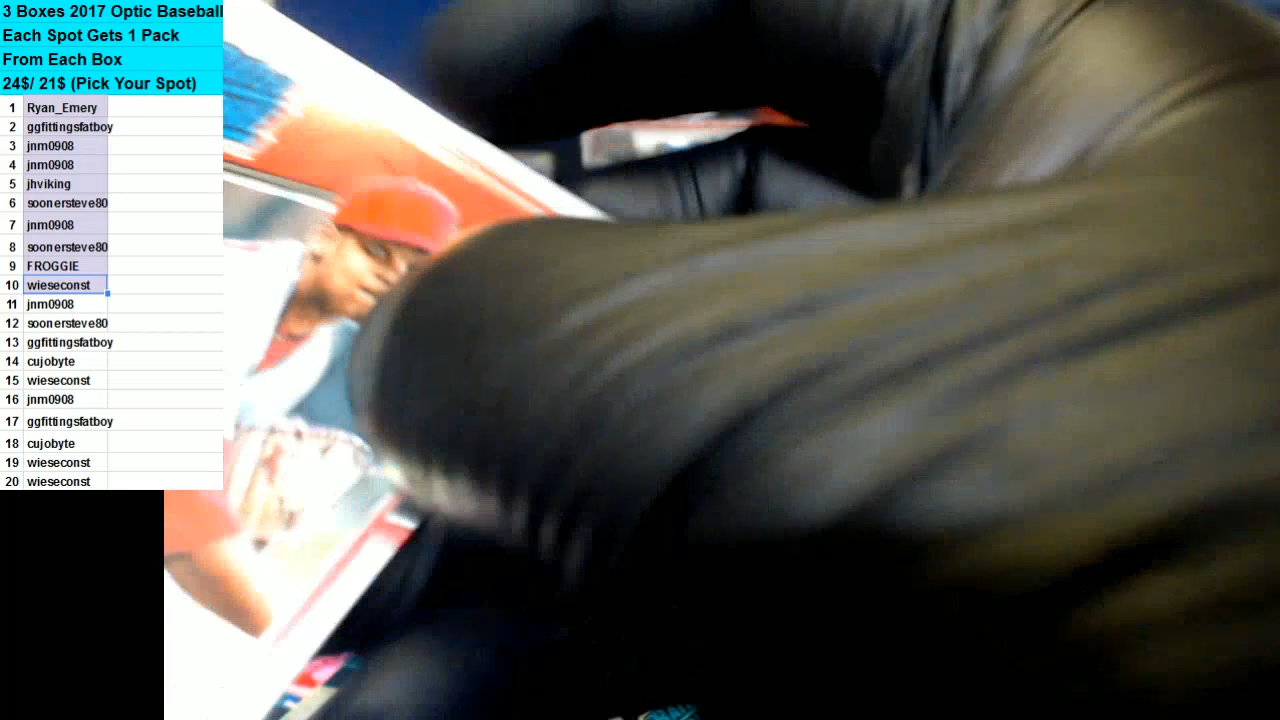 3 Boxes 2017 Optic Baseball
Each Spot Gets 1 Pack
From Each Box
24$/ 21$ (Pick Your Spot)
1 Ryan_Emery
2 ggfittingsfatboy
3 jnm0908
4 jnm0908
5 jhviking
6 soonersteve80
7 jnm0908
8 soonersteve80
9 FROGGIE
10 wieseconst
11 jnm0908
12 soonersteve80
13 ggfittingsfatboy
14 cujobyte
15 wieseconst
16 jnm0908
17 ggfittingsfatboy
18 cujobyte
19 wieseconst
20 wieseconst